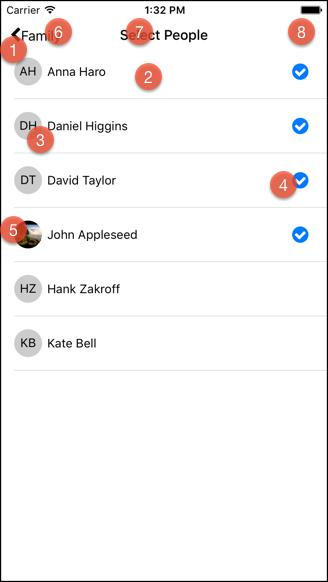 Carrier 1:32 PM
6 7 8
Family Select People
1
AH Anna Haro 2
DH Daniel Higgins
3
DT David Taylor 4
5 John Appleseed
HZ Hank Zakroff
KB Kate Bell